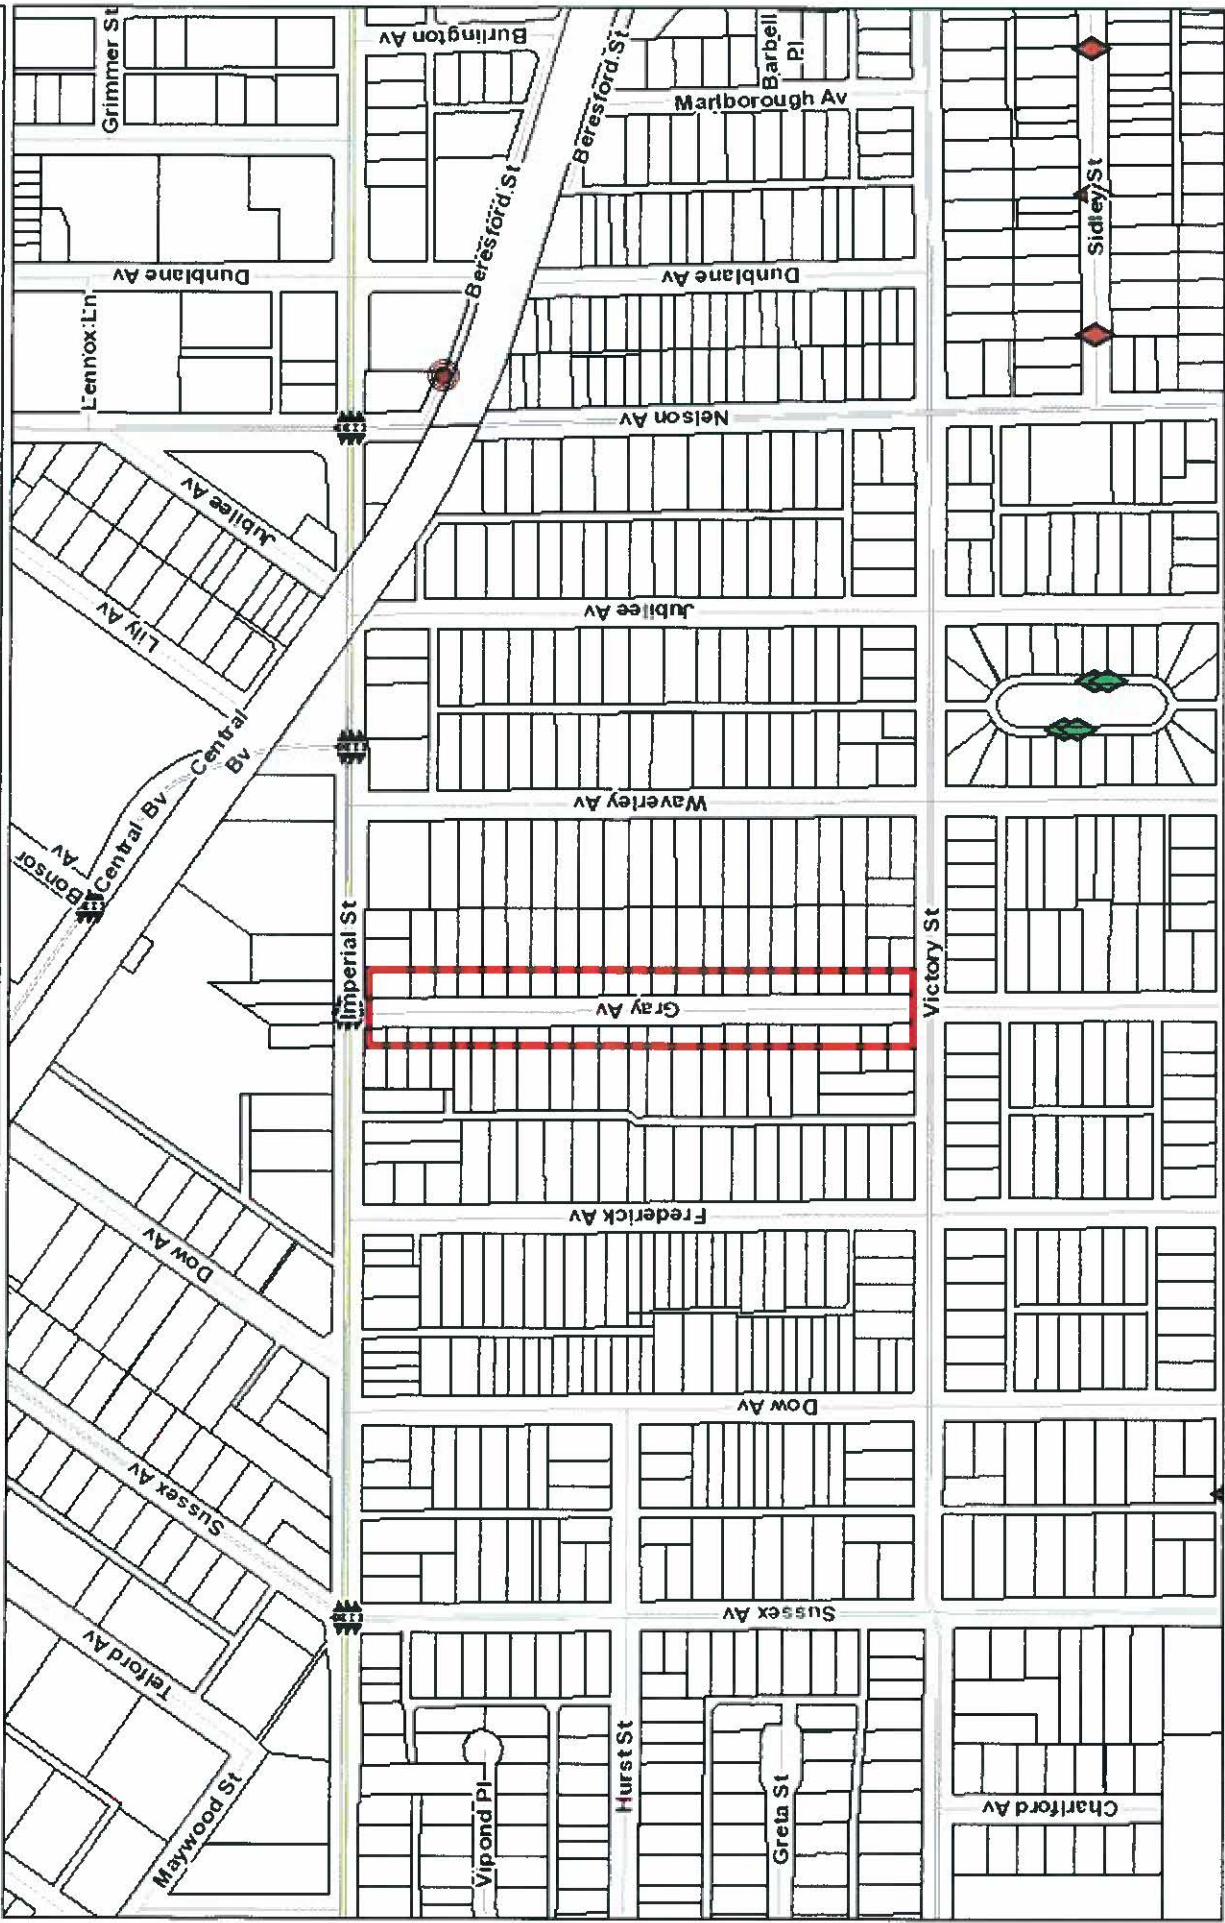 Grimmer St
Burlington Av
Beresford St
Barbell
Pl
Marlborough Av
Beresford St
Sidley St
Dunblane Av
Dunblane Av
Lennox Ln
Nelson Av
Jubilee Av
Lily Av
Jubilee Av
Central
Bv
Central Bv
Bonsor
Av
Waverley Av
Imperial St
Victory St
Gray Av
Frederick Av
Dow Av
Dow Av
Sussex Av
Sussex Av
Telford Av
Maywood St
Vipond Pl
Hurst St
Greta St
Charlford Av